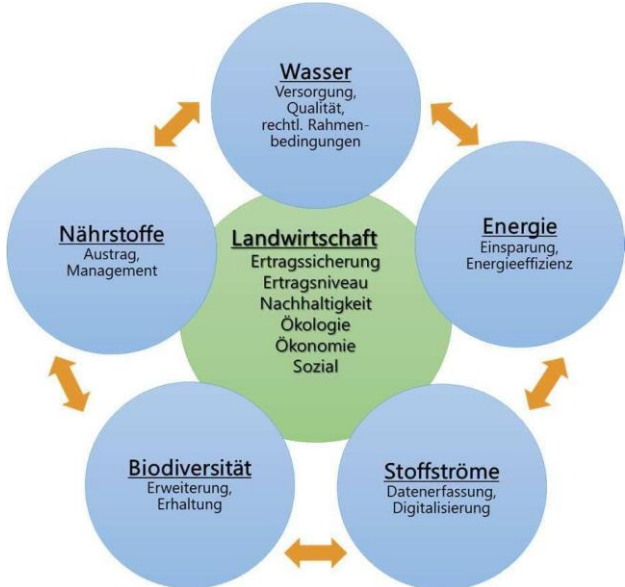 Wasser
Versorgung,
Qualität,
rechtl. Rahmen-
bedingungen
Nährstoffe
Austrag,
Management
Landwirtschaft
Ertragssicherung
Ertragsniveau
Nachhaltigkeit
Ökologie
Ökonomie
Sozial
Energie
Einsparung,
Energieeffizienz
Biodiversität
Erweiterung,
Erhaltung
Stoffströme
Datenerfassung,
Digitalisierung